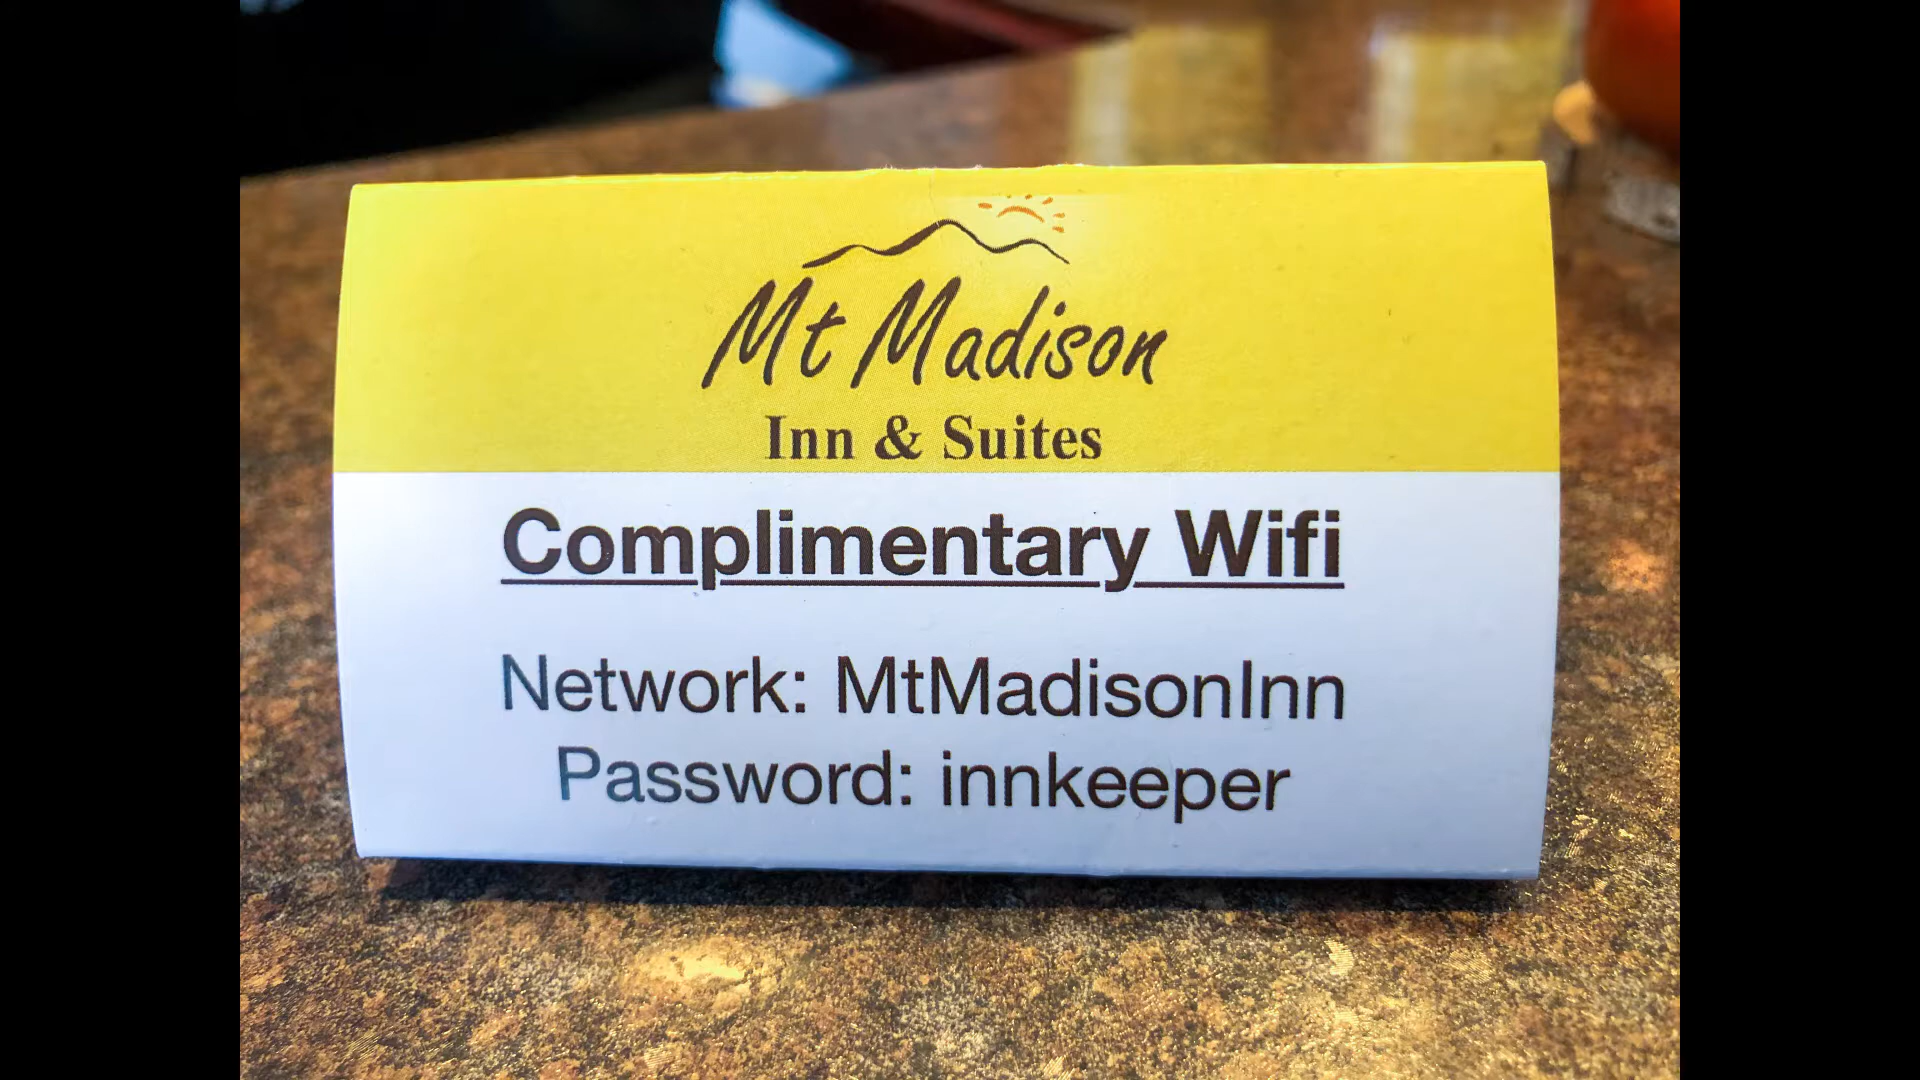 Mt Madison
Inn & Suites
Complimentary Wifi
Network: MtMadisonInn
Password: innkeeper